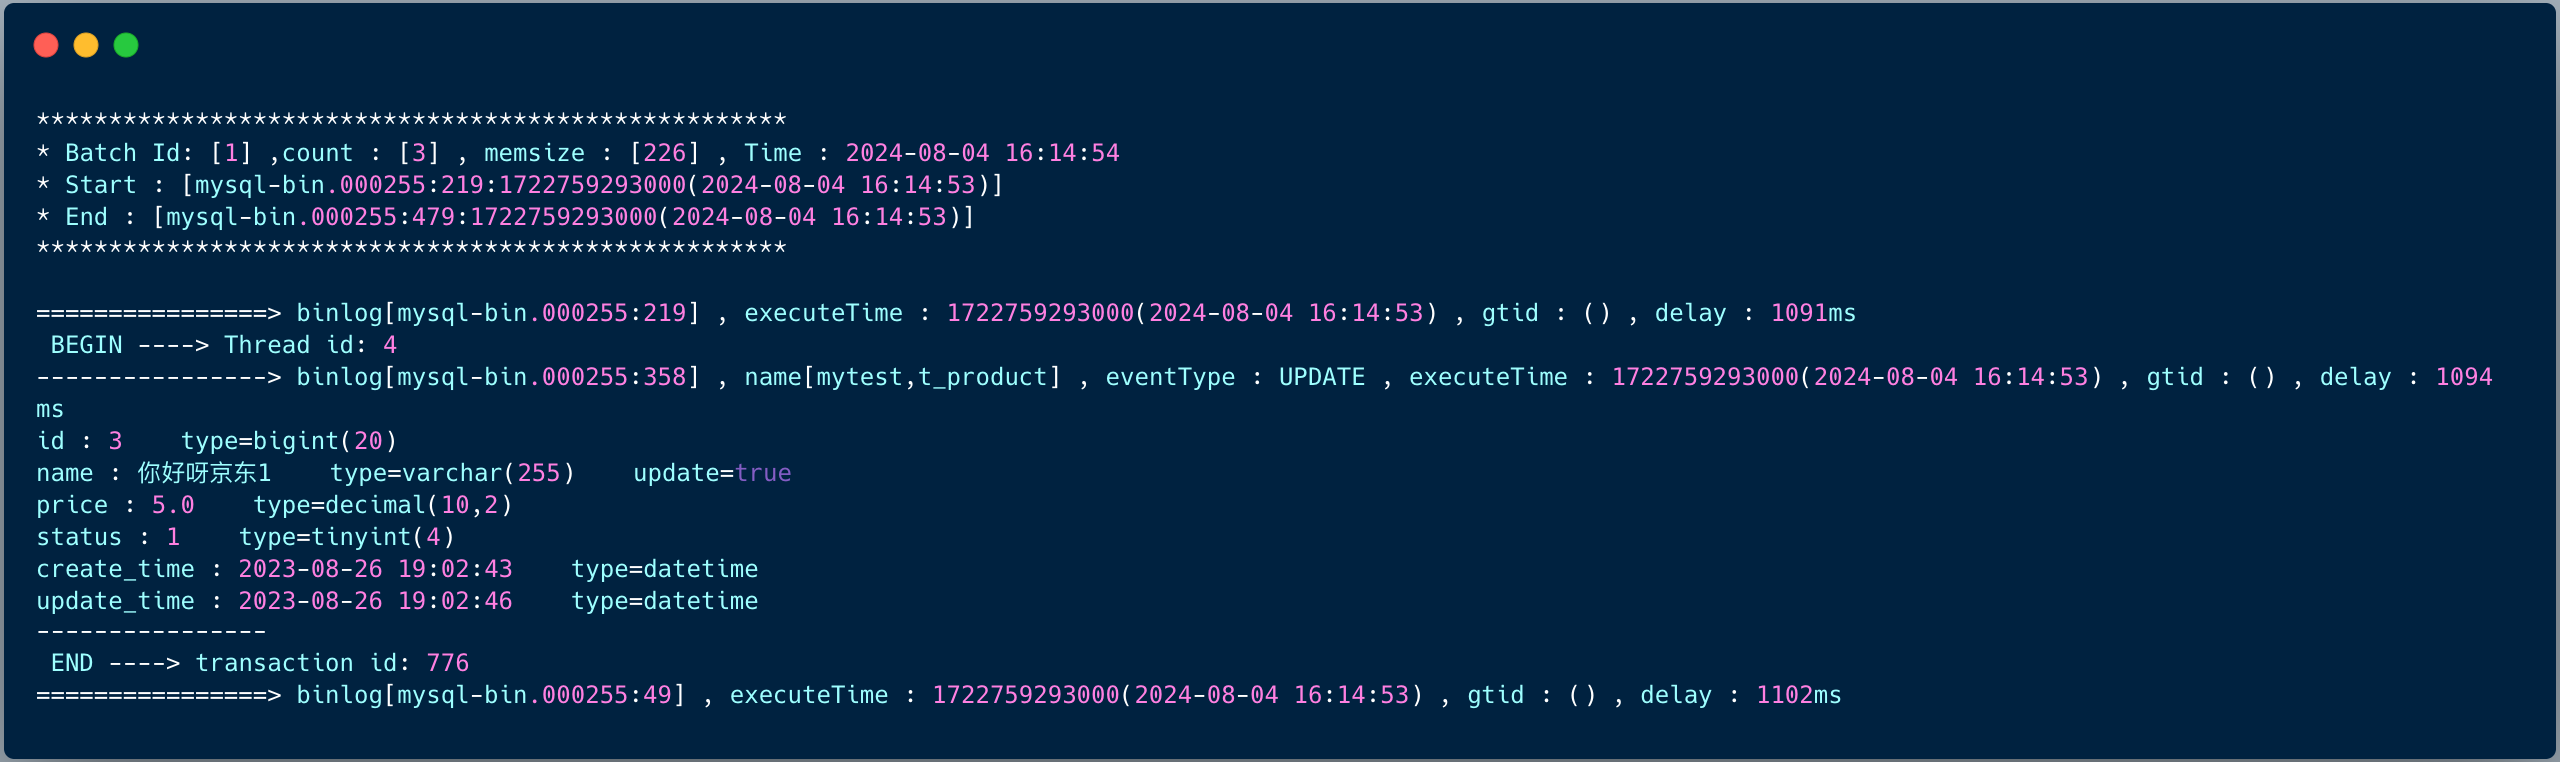 ****************************************************
* Batch Id: [1] ,count : [3] , memsize : [226] , Time : 2024-08-04 16:14:54
* Start : [mysql-bin.000255:219:1722759293000(2024-08-04 16:14:53)]
* End : [mysql-bin.000255:479:1722759293000(2024-08-04 16:14:53)]
****************************************************
================> binlog[mysql-bin.000255:219] , executeTime : 1722759293000(2024-08-04 16:14:53) , gtid : () , delay : 1091ms
 BEGIN ----> Thread id: 4
----------------> binlog[mysql-bin.000255:358] , name[mytest,t_product] , eventType : UPDATE , executeTime : 1722759293000(2024-08-04 16:14:53) , gtid : () , delay : 1094
ms
id : 3    type=bigint(20)
name : 你好呀京东1    type=varchar(255)    update=true
price : 5.0    type=decimal(10,2)
status : 1    type=tinyint(4)
create_time : 2023-08-26 19:02:43    type=datetime
update_time : 2023-08-26 19:02:46    type=datetime
----------------
 END ----> transaction id: 776
================> binlog[mysql-bin.000255:49] , executeTime : 1722759293000(2024-08-04 16:14:53) , gtid : () , delay : 1102ms